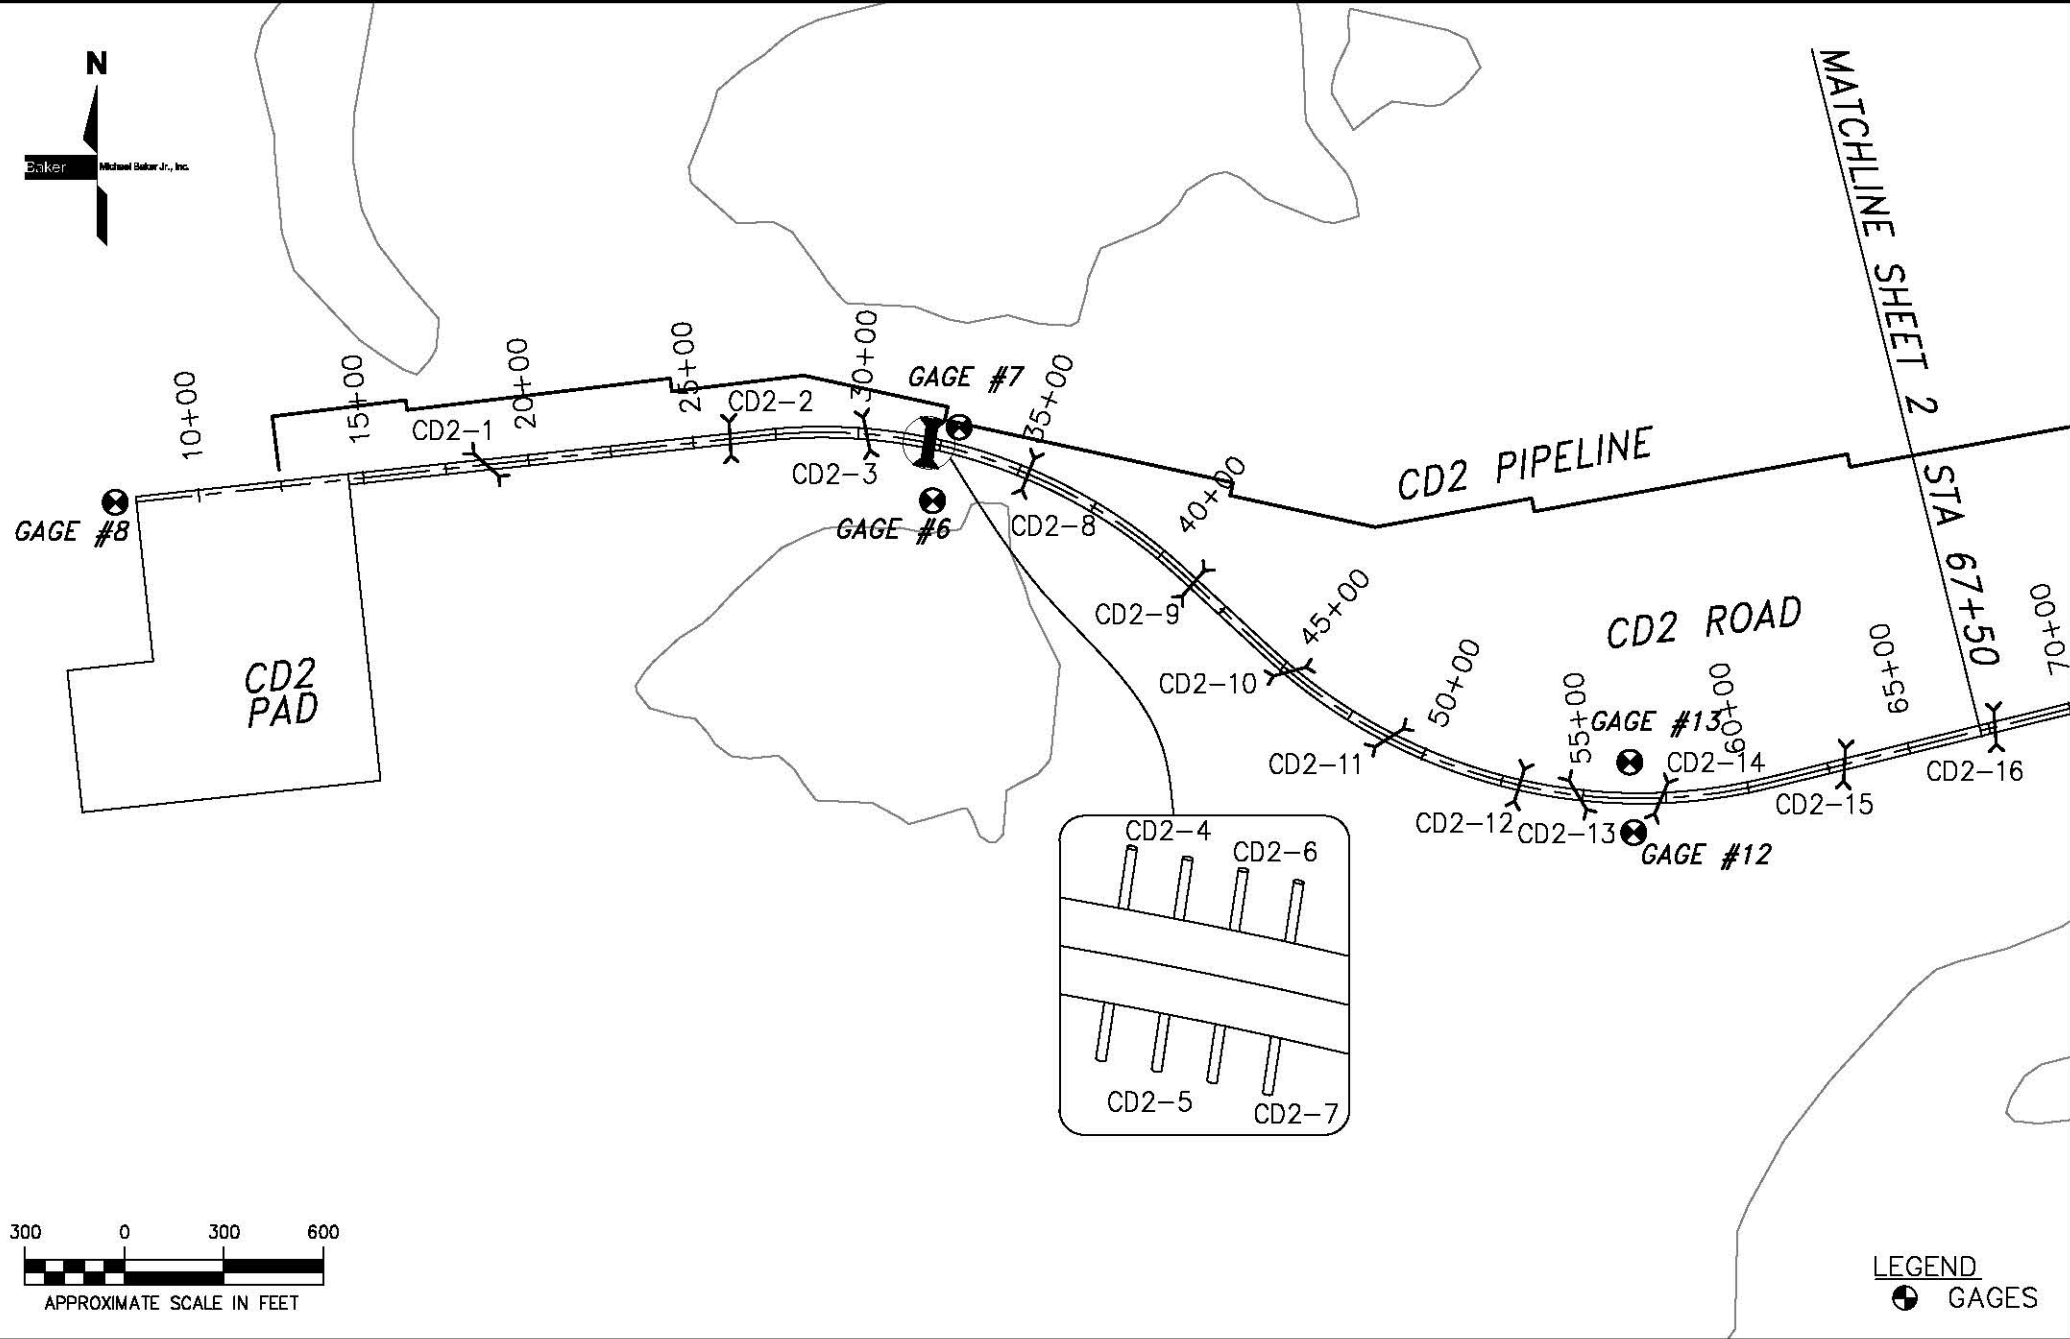 N
Baker
Michael Baker Jr., Inc.
MATCHLINE SHEET 2 STA 67+50
10+00
15+00
20+00
25+00
30+00
35+00
40+00
45+00
50+00
55+00
60+00
65+00
70+00
GAGE #7
CD2-1
CD2-2
CD2-3
GAGE #8
GAGE #6
CD2-8
CD2 PIPELINE
CD2-9
CD2 ROAD
CD2
PAD
CD2-10
CD2-11
GAGE #13
CD2-14
CD2-12
CD2-13
CD2-15
CD2-16
GAGE #12
CD2-4
CD2-6
CD2-5
CD2-7
300 0 300 600
APPROXIMATE SCALE IN FEET
LEGEND
GAGES